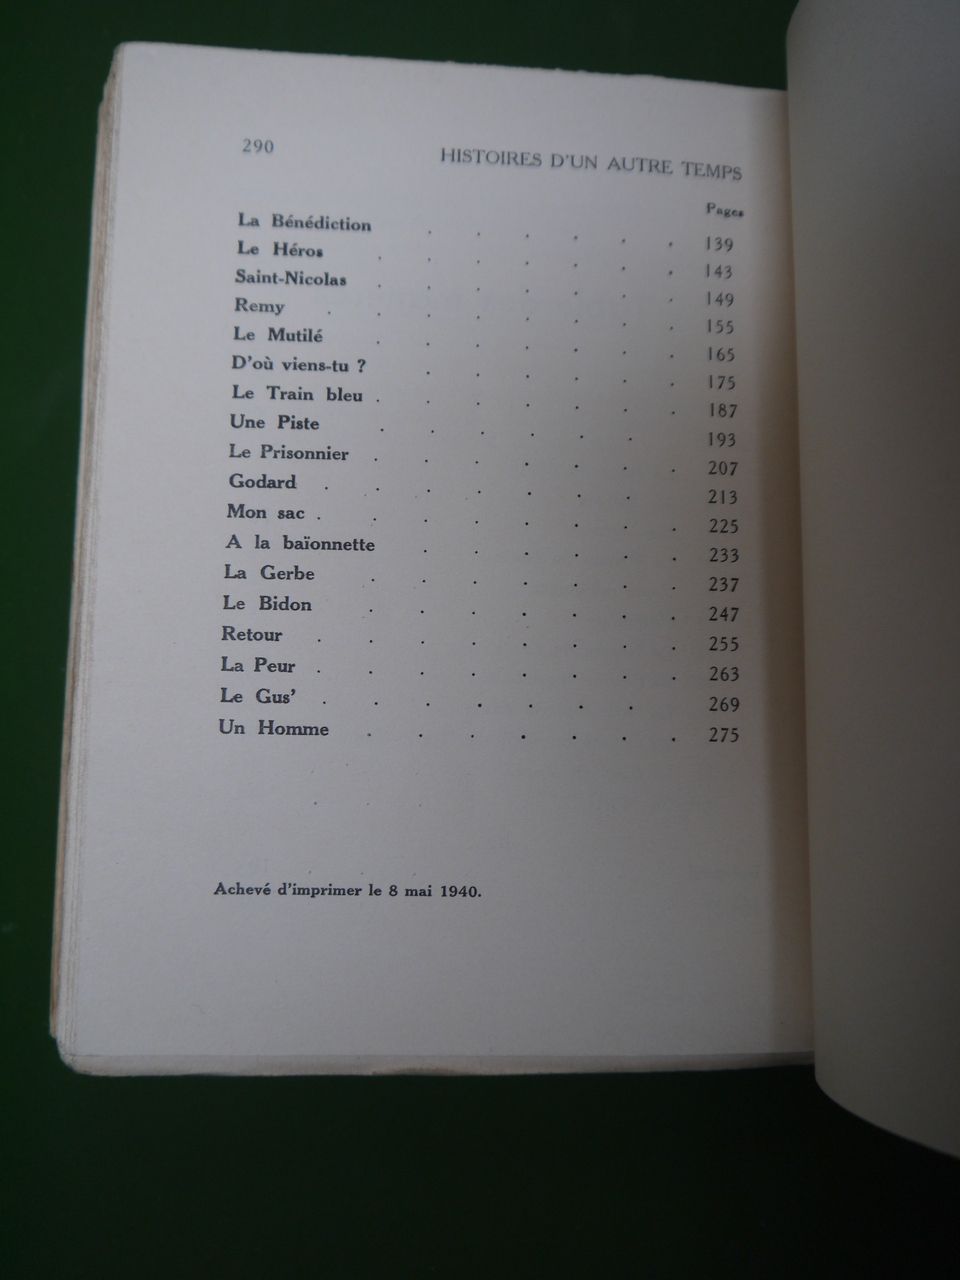 290 HISTOIRES D'UN AUTRE TEMPS
Pages
La Bénédiction . . . . . . 139
Le Héros . . . . . . . 143
Saint-Nicolas . . . . . . . 149
Remy . . . . . . . . 155
Le Mutilé . . . . . . . 165
D'où viens-tu ? . . . . . . 175
Le Train bleu . . . . . . . 187
Une Piste . . . . . . 193
Le Prisonnier . . . . . . . 207
Godard . . . . . . . 213
Mon sac . . . . . . . . 225
A la baïonnette . . . . . . 233
La Gerbe . . . . . . . 237
Le Bidon . . . . . . . 247
Retour . . . . . . . . 255
La Peur . . . . . . . . 263
Le Gus' . . . . . . . 269
Un Homme . . . . . . . 275
Achevé d'imprimer le 8 mai 1940.